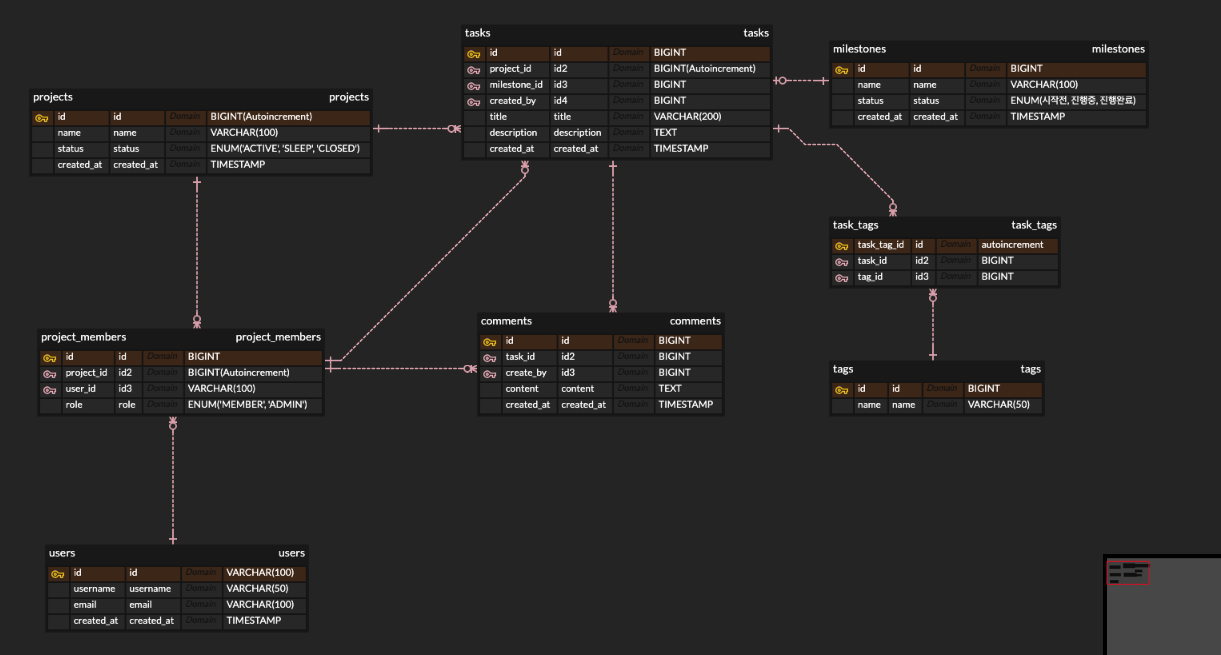 tasks tasks
id id Domain BIGINT
project_id id2 Domain BIGINT(Autoincrement)
milestone_id id3 Domain BIGINT
created_by id4 Domain BIGINT
title title Domain VARCHAR(200)
description description Domain TEXT
created_at created_at Domain TIMESTAMP
milestones milestones
id id Domain BIGINT
name name Domain VARCHAR(100)
status status Domain ENUM(시작전, 진행중, 진행완료)
created_at created_at Domain TIMESTAMP
projects projects
id id Domain BIGINT(Autoincrement)
name name Domain VARCHAR(100)
status status Domain ENUM('ACTIVE', 'SLEEP', 'CLOSED')
created_at created_at Domain TIMESTAMP
task_tags task_tags
task_tag_id id Domain autoincrement
task_id id2 Domain BIGINT
tag_id id3 Domain BIGINT
project_members project_members
id id Domain BIGINT
project_id id2 Domain BIGINT(Autoincrement)
user_id id3 Domain VARCHAR(100)
role role Domain ENUM('MEMBER', 'ADMIN')
comments comments
id id Domain BIGINT
task_id id2 Domain BIGINT
create_by id3 Domain BIGINT
content content Domain TEXT
created_at created_at Domain TIMESTAMP
tags tags
id id Domain BIGINT
name name Domain VARCHAR(50)
users users
id id Domain VARCHAR(100)
username username Domain VARCHAR(50)
email email Domain VARCHAR(100)
created_at created_at Domain TIMESTAMP